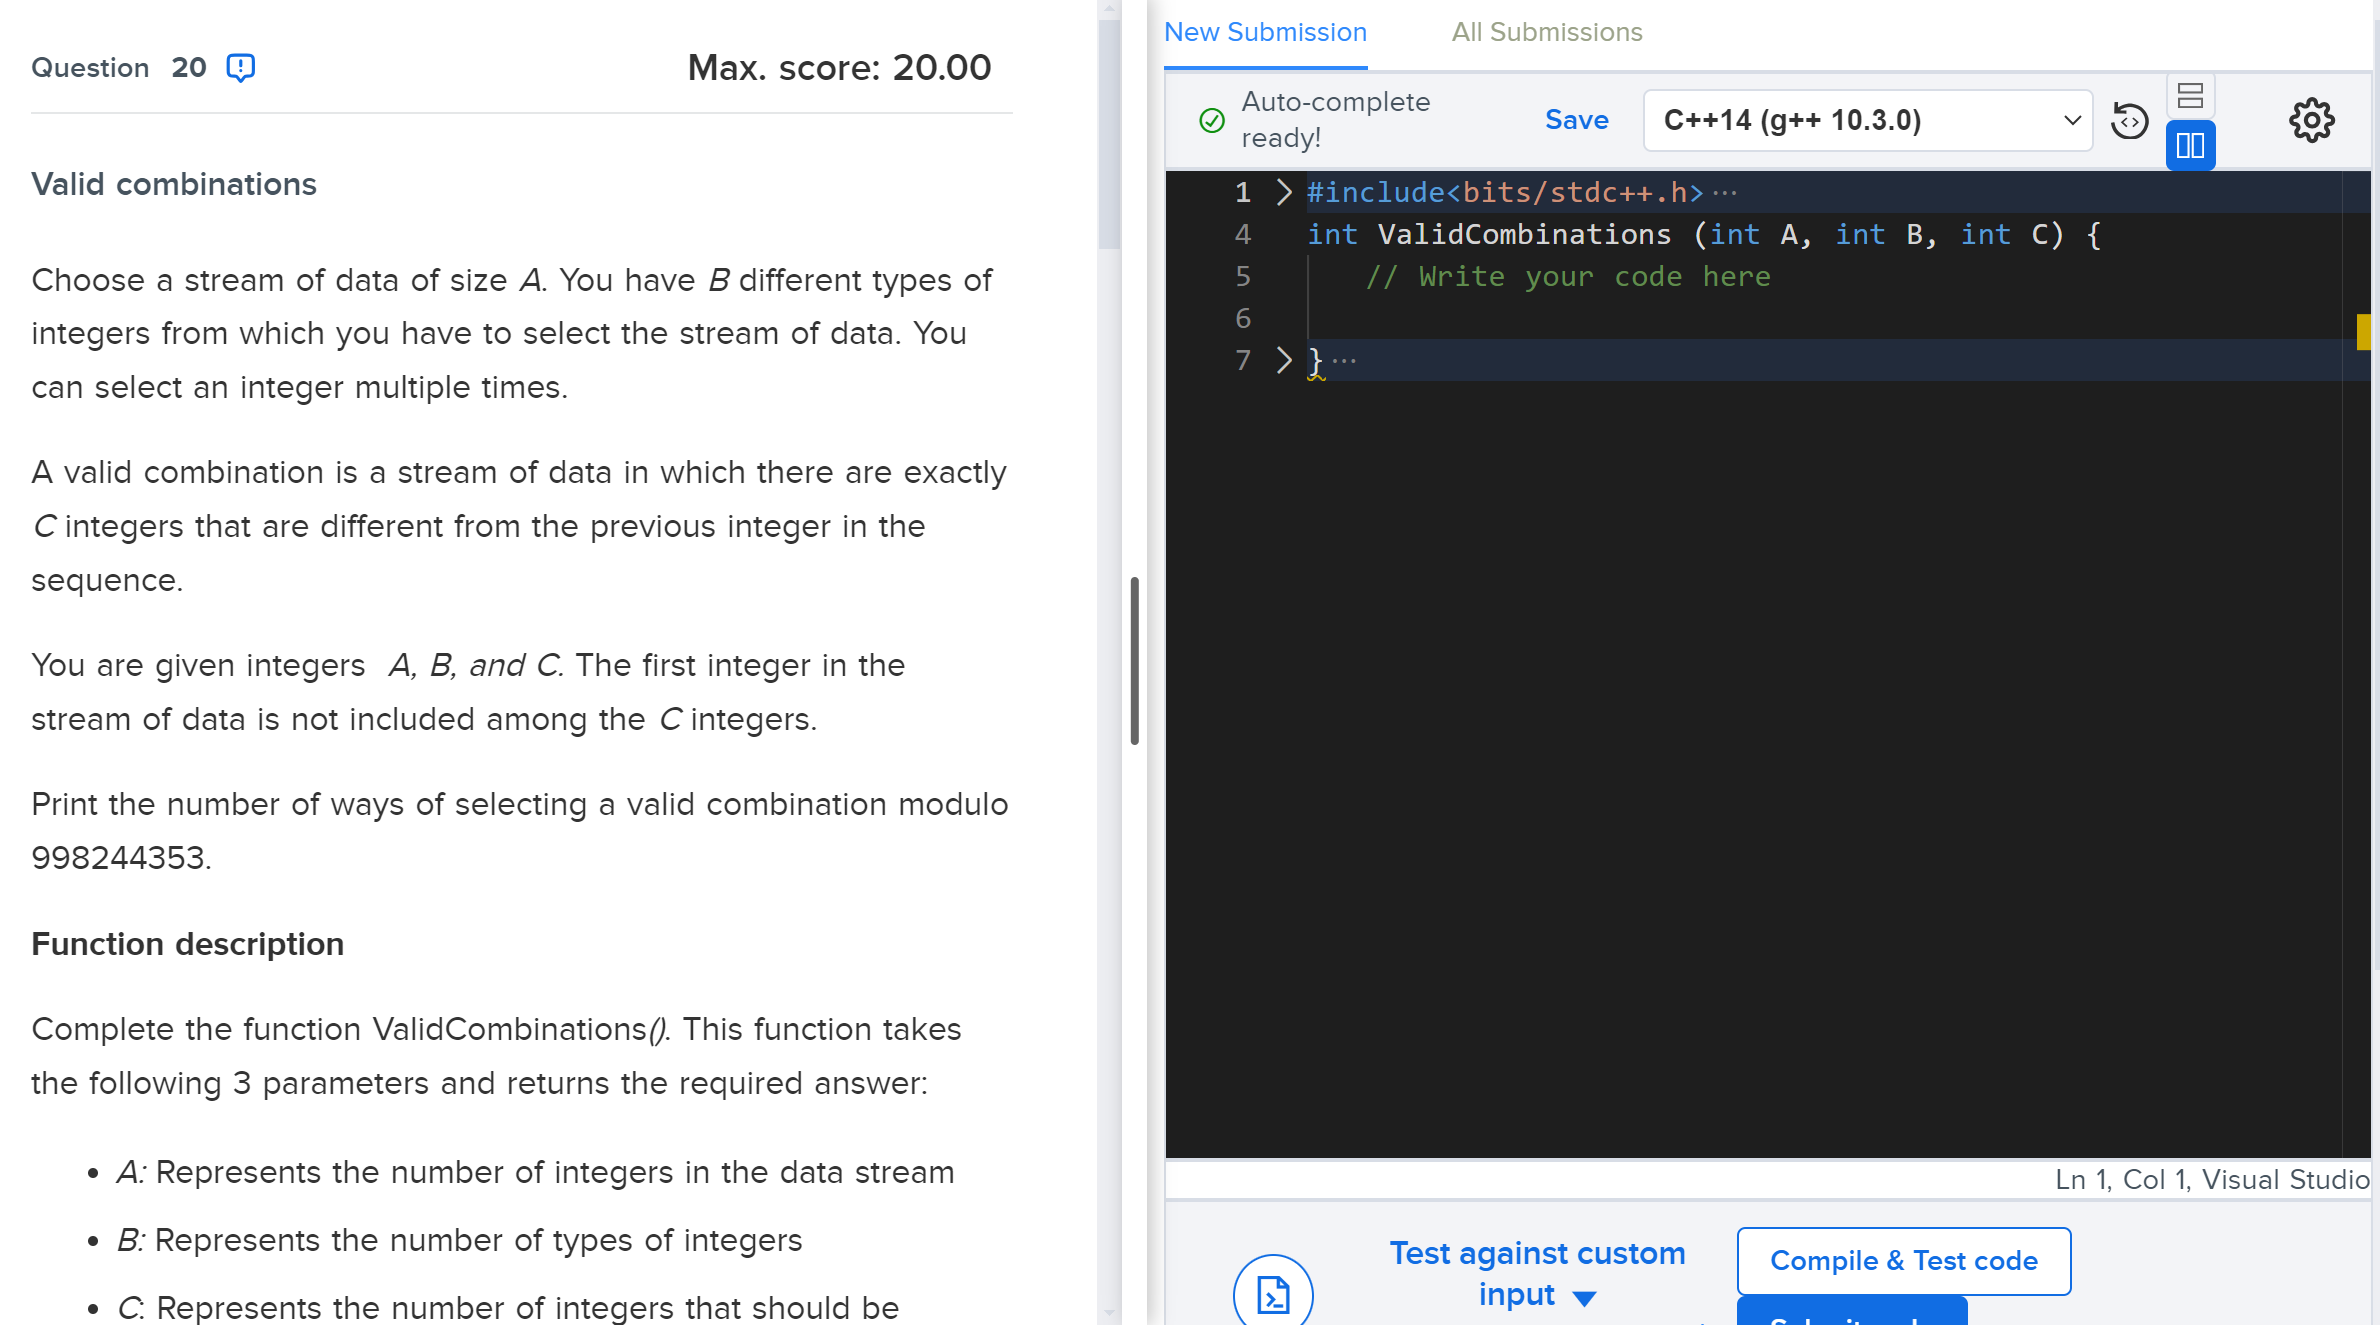 Question 20
Max. score: 20.00
Valid combinations
Choose a stream of data of size A. You have B different types of
integers from which you have to select the stream of data. You
can select an integer multiple times.
A valid combination is a stream of data in which there are exactly
C integers that are different from the previous integer in the
sequence.
You are given integers A, B, and C. The first integer in the
stream of data is not included among the C integers.
Print the number of ways of selecting a valid combination modulo
998244353.
Function description
Complete the function ValidCombinations(). This function takes
the following 3 parameters and returns the required answer:
• A: Represents the number of integers in the data stream
• B: Represents the number of types of integers
• C: Represents the number of integers that should be
New Submission
All Submissions
Auto-complete
ready!
Save
C++14 (g++ 10.3.0)
1 #include<bits/stdc++.h>···
4 int ValidCombinations (int A, int B, int C) {
5 // Write your code here
6
7 }···
Ln 1, Col 1, Visual Studio
Test against custom
input
Compile & Test code